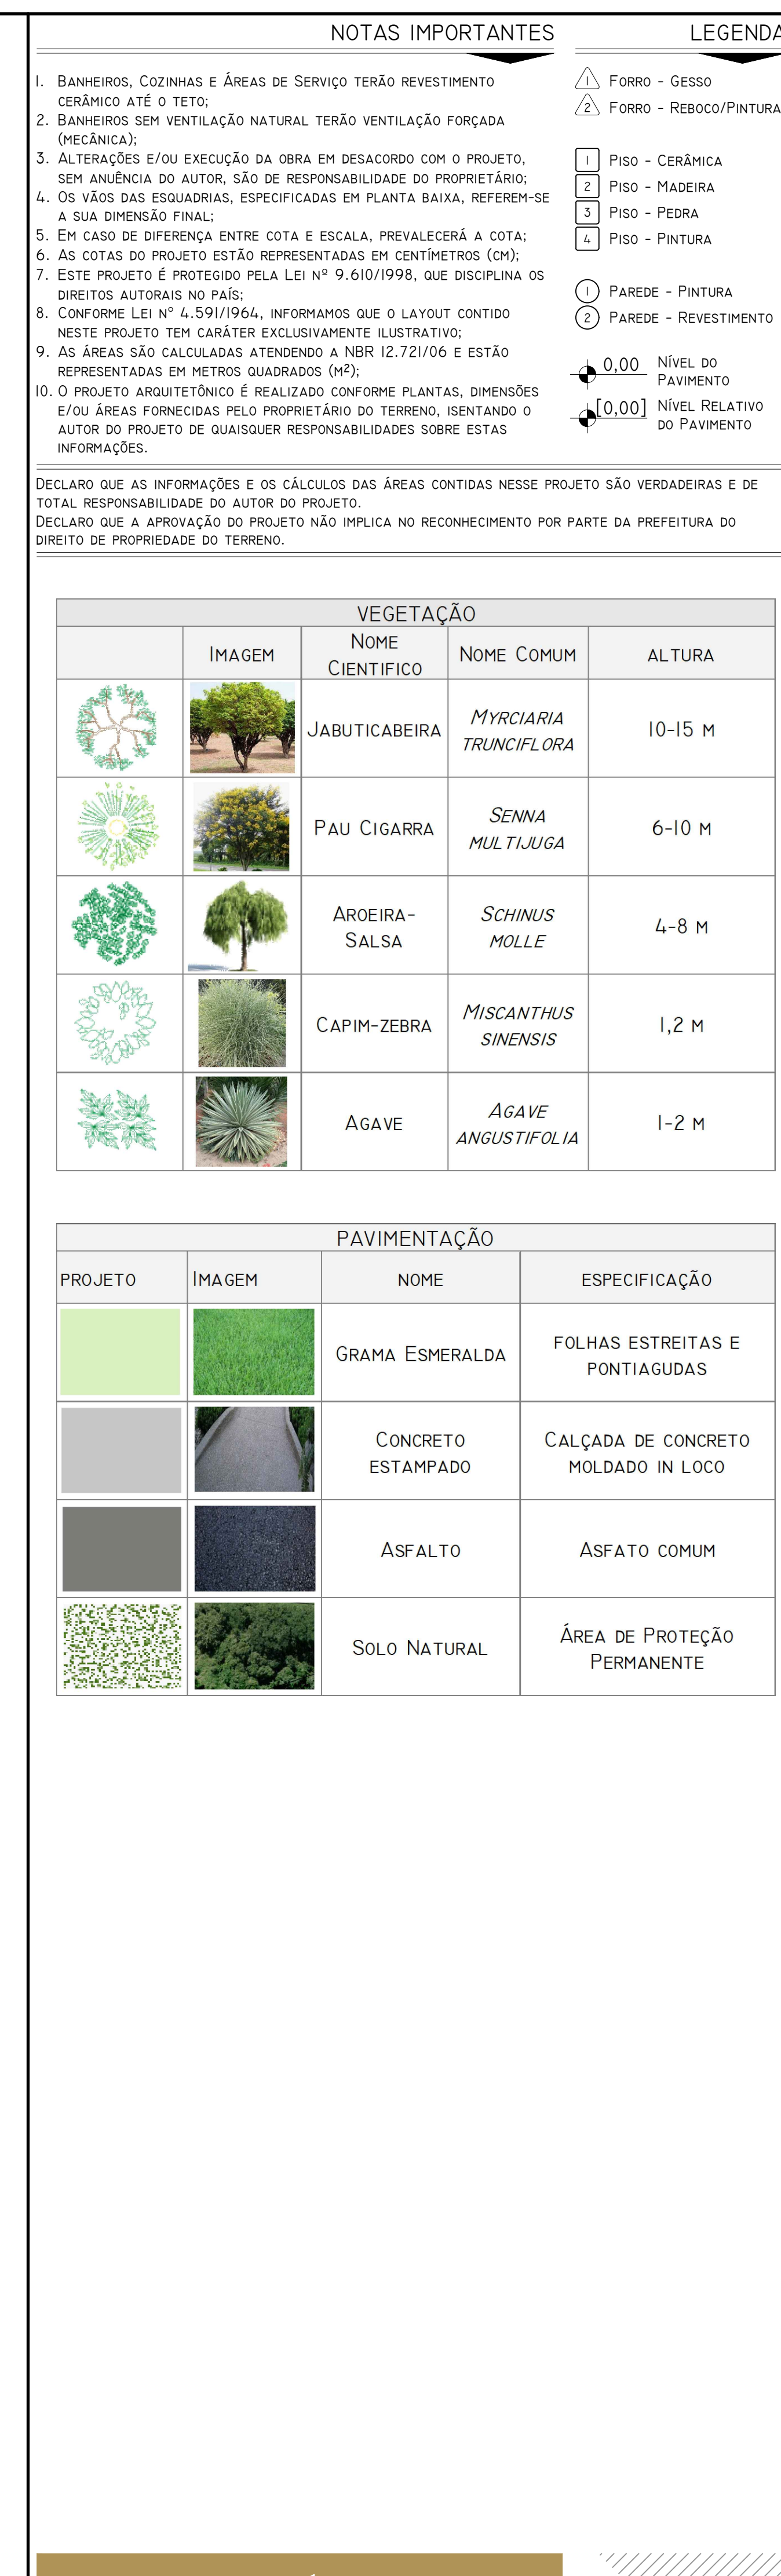 NOTAS IMPORTANTES
1. BANHEIROS, COZINHAS E ÁREAS DE SERVIÇO TERÃO REVESTIMENTO
CERÂMICO ATÉ O TETO;
2. BANHEIROS SEM VENTILAÇÃO NATURAL TERÃO VENTILAÇÃO FORÇADA
(MECÂNICA);
3. ALTERAÇÕES E/OU EXECUÇÃO DA OBRA EM DESACORDO COM O PROJETO,
SEM ANUÊNCIA DO AUTOR, SÃO DE RESPONSABILIDADE DO PROPRIETÁRIO;
4. OS VÃOS DAS ESQUADRIAS, ESPECIFICADAS EM PLANTA BAIXA, REFEREM-SE
A SUA DIMENSÃO FINAL;
5. EM CASO DE DIFERENÇA ENTRE COTA E ESCALA, PREVALECERÁ A COTA;
6. AS COTAS DO PROJETO ESTÃO REPRESENTADAS EM CENTÍMETROS (CM);
7. ESTE PROJETO É PROTEGIDO PELA LEI Nº 9.610/1998, QUE DISCIPLINA OS
DIREITOS AUTORAIS NO PAÍS;
8. CONFORME LEI N° 4.591/1964, INFORMAMOS QUE O LAYOUT CONTIDO
NESTE PROJETO TEM CARÁTER EXCLUSIVAMENTE ILUSTRATIVO;
9. AS ÁREAS SÃO CALCULADAS ATENDENDO A NBR 12.721/06 E ESTÃO
REPRESENTADAS EM METROS QUADRADOS (M²);
10. O PROJETO ARQUITETÔNICO É REALIZADO CONFORME PLANTAS, DIMENSÕES
E/OU ÁREAS FORNECIDAS PELO PROPRIETÁRIO DO TERRENO, ISENTANDO O
AUTOR DO PROJETO DE QUAISQUER RESPONSABILIDADES SOBRE ESTAS
INFORMAÇÕES.
LEGENDA
1 FORRO - GESSO
2 FORRO - REBOCO/PINTURA
1 PISO - CERÂMICA
2 PISO - MADEIRA
3 PISO - PEDRA
4 PISO - PINTURA
1 PAREDE - PINTURA
2 PAREDE - REVESTIMENTO
0,00 NÍVEL DO
PAVIMENTO
[0,00] NÍVEL RELATIVO
DO PAVIMENTO
DECLARO QUE AS INFORMAÇÕES E OS CÁLCULOS DAS ÁREAS CONTIDAS NESSE PROJETO SÃO VERDADEIRAS E DE
TOTAL RESPONSABILIDADE DO AUTOR DO PROJETO.
DECLARO QUE A APROVAÇÃO DO PROJETO NÃO IMPLICA NO RECONHECIMENTO POR PARTE DA PREFEITURA DO
DIREITO DE PROPRIEDADE DO TERRENO.
VEGETAÇÃO
IMAGEM
NOME
CIENTIFICO
NOME COMUM
ALTURA
JABUTICABEIRA
MYRCIARIA
TRUNCIFLORA
10-15 M
PAU CIGARRA
SENNA
MULTIJUGA
6-10 M
AROEIRA-
SALSA
SCHINUS
MOLLE
4-8 M
CAPIM-ZEBRA
MISCANTHUS
SINENSIS
1,2 M
AGAVE
AGAVE
ANGUSTIFOLIA
1-2 M
PAVIMENTAÇÃO
PROJETO
IMAGEM
NOME
ESPECIFICAÇÃO
GRAMA ESMERALDA
FOLHAS ESTREITAS E
PONTIAGUDAS
CONCRETO
ESTAMPADO
CALÇADA DE CONCRETO
MOLDADO IN LOCO
ASFALTO
ASFATO COMUM
SOLO NATURAL
ÁREA DE PROTEÇÃO
PERMANENTE